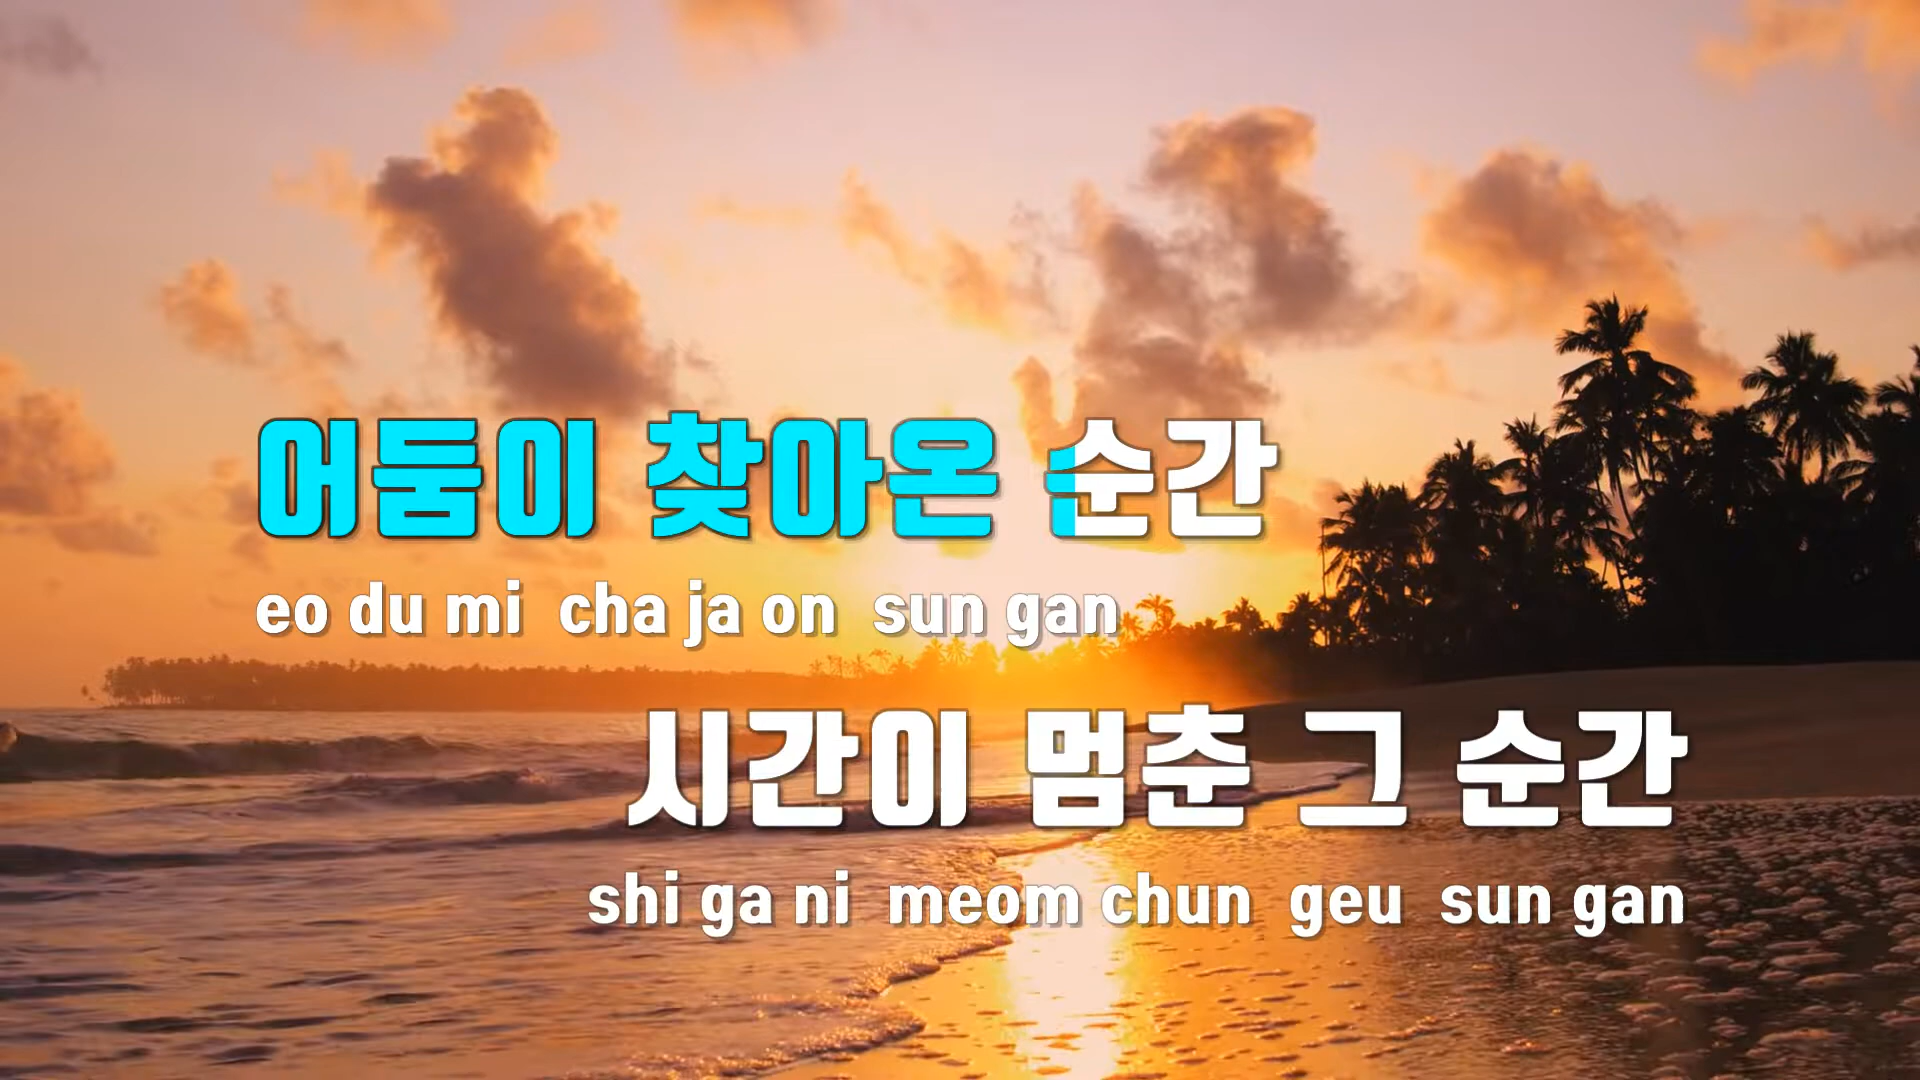 어둠이 찾아온 순간
eo du mi cha ja on sun gan
시간이 멈춘 그 순간
shi ga ni meom chun geu sun gan